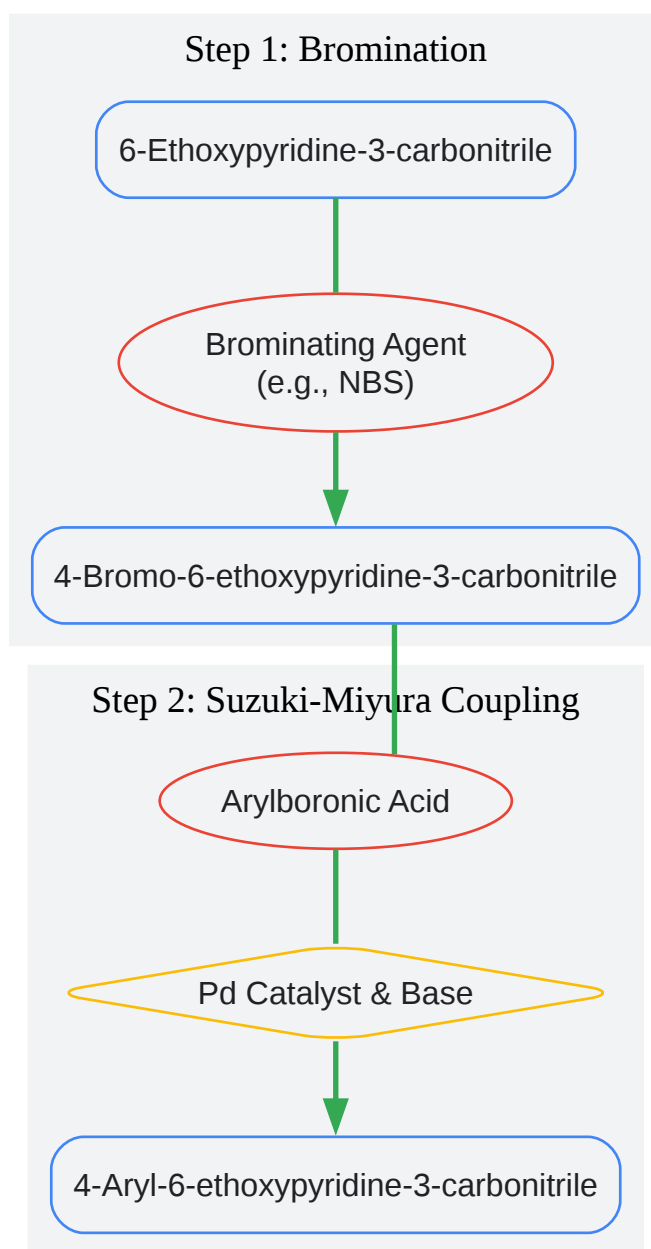 Step 1: Bromination
6-Ethoxypyridine-3-carbonitrile
Brominating Agent
(e.g., NBS)
4-Bromo-6-ethoxypyridine-3-carbonitrile
Step 2: Suzuki-Miyura Coupling
Arylboronic Acid
Pd Catalyst & Base
4-Aryl-6-ethoxypyridine-3-carbonitrile